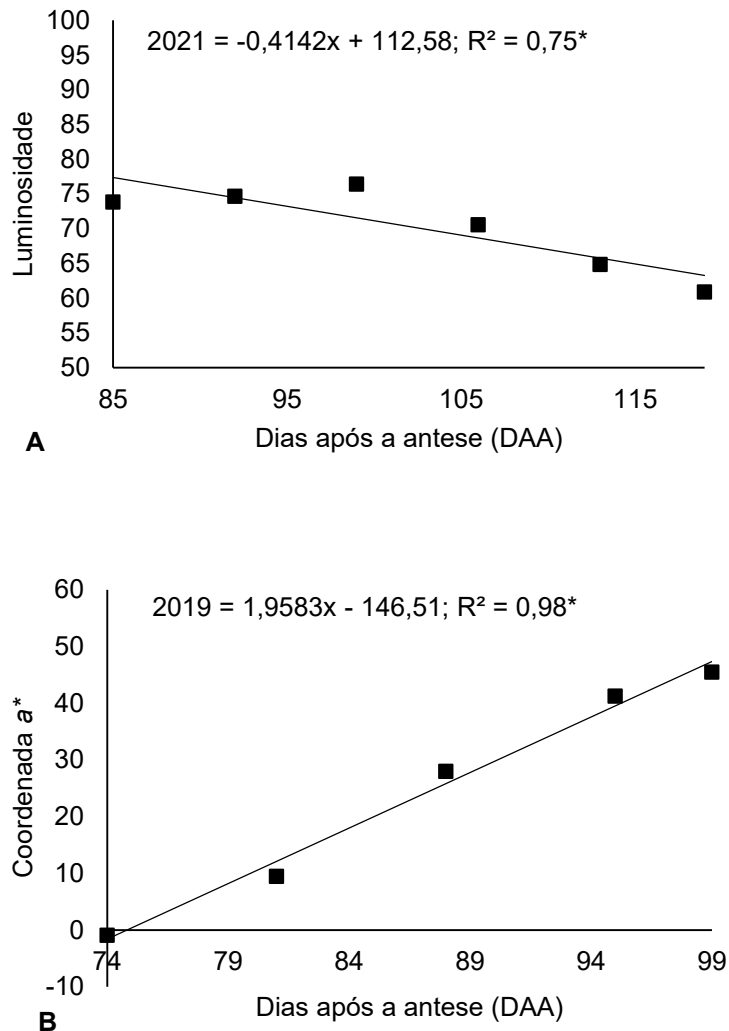 2021 = -0,4142x + 112,58; R² = 0,75*
100
95
90
85
80
75
70
65
60
55
50
Luminosidade
85 95 105 115
Dias após a antese (DAA)
A
2019 = 1,9583x - 146,51; R² = 0,98*
60
50
40
30
20
10
0
-10
Coordenada a*
74 79 84 89 94 99
Dias após a antese (DAA)
B